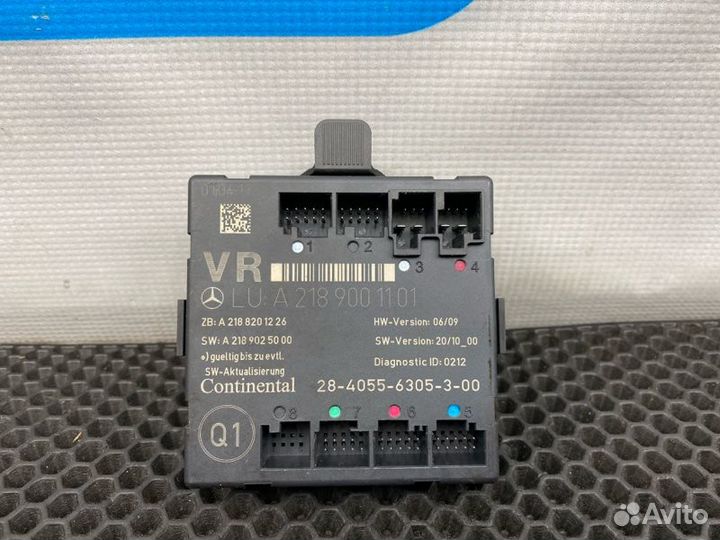 1 2
3 4
VR
LU: A 218 900 11 01
ZB: A 218 820 12 26
HW-Version: 06/09
SW: A 218 902 50 00
SW-Version: 20/10_00
*) gueltig bis zu evtl.
SW-Aktualisierung
Diagnostic ID: 0212
Continental
28-4055-6305-3-00
8 7 6 5
Q1
Avito